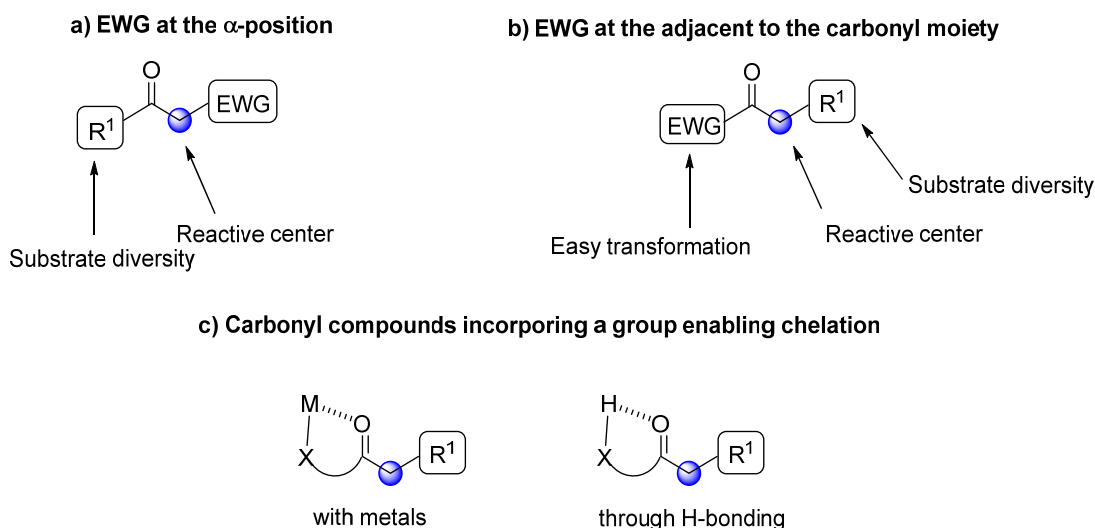 a) EWG at the α-position
b) EWG at the adjacent to the carbonyl moiety
O
R¹
EWG
Reactive center
Substrate diversity
O
EWG
R¹
Substrate diversity
Reactive center
Easy transformation
c) Carbonyl compounds incorporing a group enabling chelation
M
O
X
R¹
with metals
H
O
X
R¹
through H-bonding